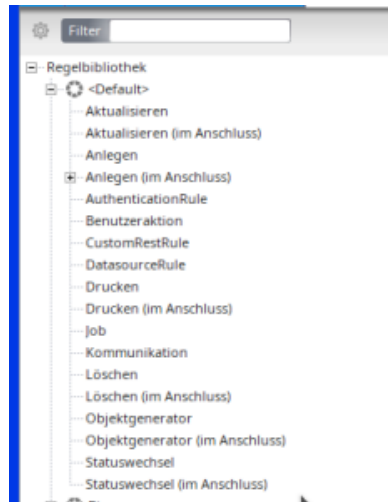 Filter
Regelbibliothek
<Default>
Aktualisieren
Aktualisieren (im Anschluss)
Anlegen
Anlegen (im Anschluss)
AuthenticationRule
Benutzeraktion
CustomRestRule
DatasourceRule
Drucken
Drucken (im Anschluss)
Job
Kommunikation
Löschen
Löschen (im Anschluss)
Objektgenerator
Objektgenerator (im Anschluss)
Statuswechsel
Statuswechsel (im Anschluss)